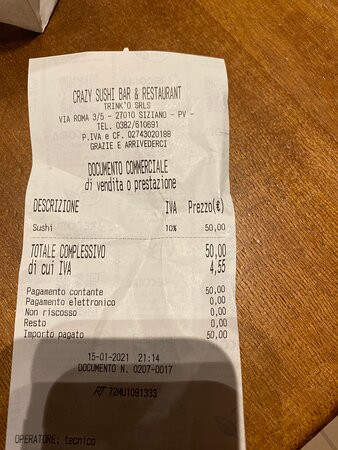 CRAZY SUSHI BAR & RESTAURANT
TRINK'O SRLS
VIA ROMA 3/5 - 27010 SIZIANO - PV -
TEL. 0382/610691
P.IVA e CF. 02743020188
GRAZIE E ARRIVEDERCI
DOCUMENTO COMMERCIALE
di vendita o prestazione
DESCRIZIONE IVA Prezzo(€)
Sushi 10% 50,00
TOTALE COMPLESSIVO 50,00
di cui IVA 4,55
Pagamento contante 50,00
Pagamento elettronico 0,00
Non riscosso 0,00
Resto 0,00
Importo pagato 50,00
15-01-2021 21:14
DOCUMENTO N. 0207-0017
RT 72MU1091333
OPERATORE: tecnico